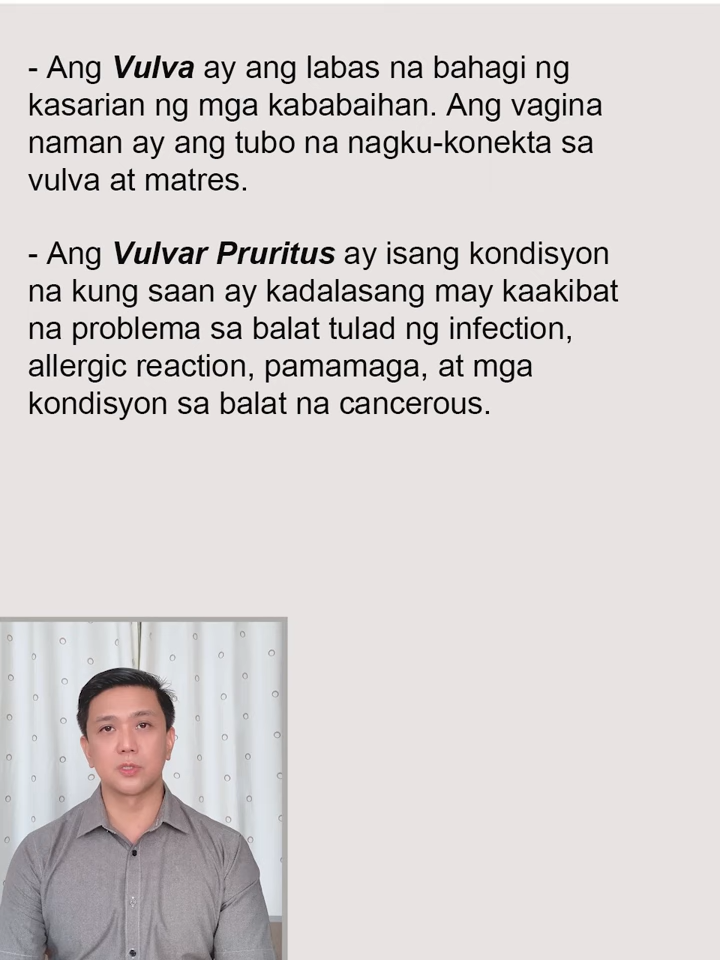 - Ang Vulva ay ang labas na bahagi ng
kasarian ng mga kababaihan. Ang vagina
naman ay ang tubo na nagku-konekta sa
vulva at matres.
- Ang Vulvar Pruritus ay isang kondisyon
na kung saan ay kadalasang may kaakibat
na problema sa balat tulad ng infection,
allergic reaction, pamamaga, at mga
kondisyon sa balat na cancerous.